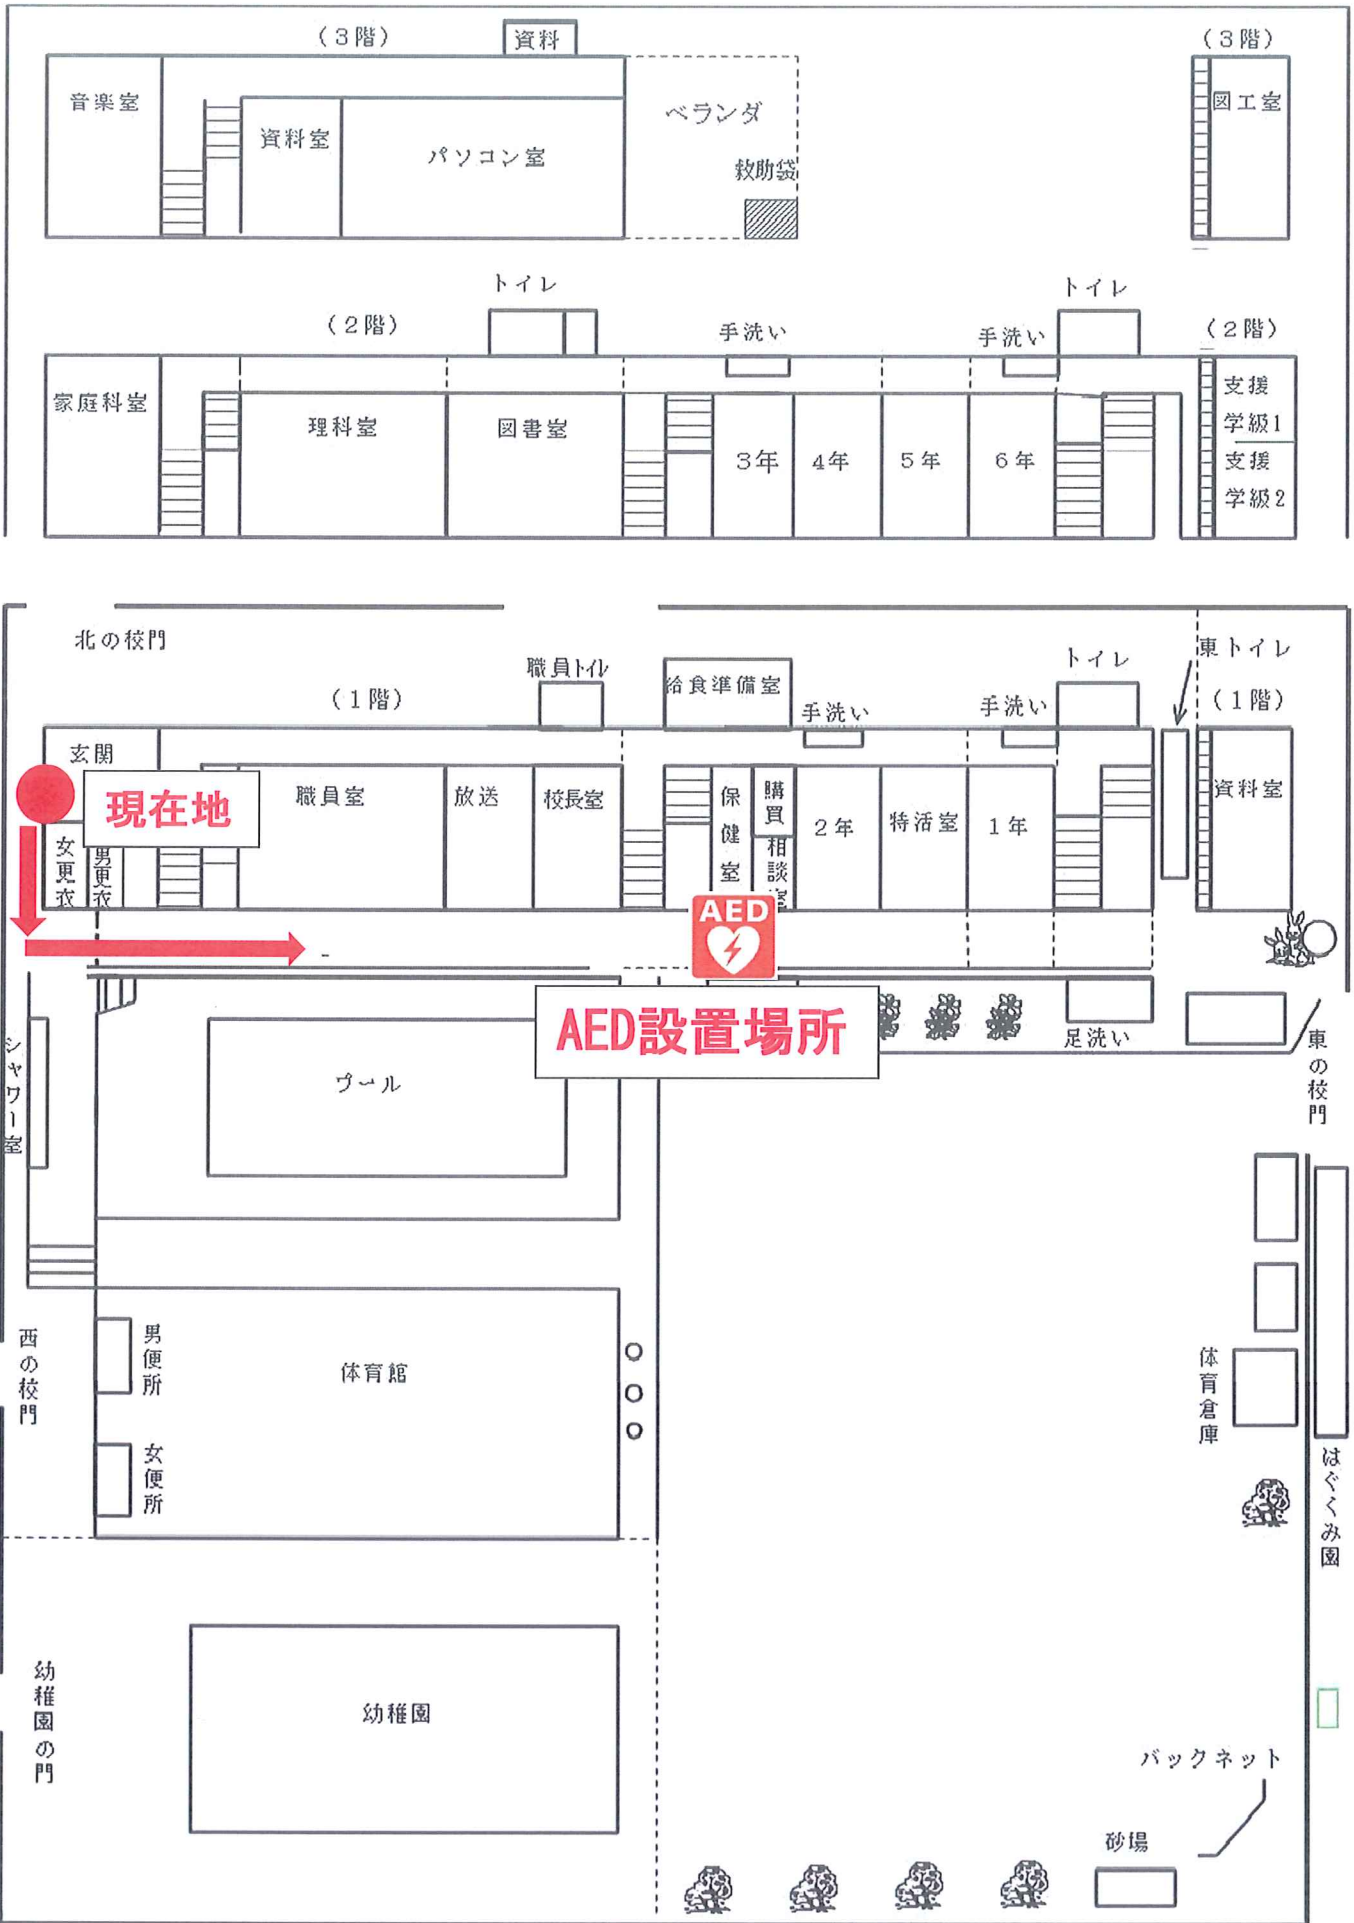 (3階)
資料
(3階)
音楽室
資料室
パソコン室
ベランダ
救助袋
図工室
トイレ
トイレ
(2階)
手洗い
手洗い
(2階)
家庭科室
理科室
図書室
3年
4年
5年
6年
支援
学級1
支援
学級2
北の校門
職員トイレ
給食準備室
トイレ
東トイレ
(1階)
手洗い
手洗い
(1階)
玄関
現在地
女更衣
男更衣
職員室
放送
校長室
保健室
購買
相談室
2年
特活室
1年
資料室
AED
AED設置場所
足洗い
東の校門
シャワー室
プール
西の校門
男便所
女便所
体育館
体育倉庫
はぐくみ園
幼稚園の門
幼稚園
バックネット
砂場